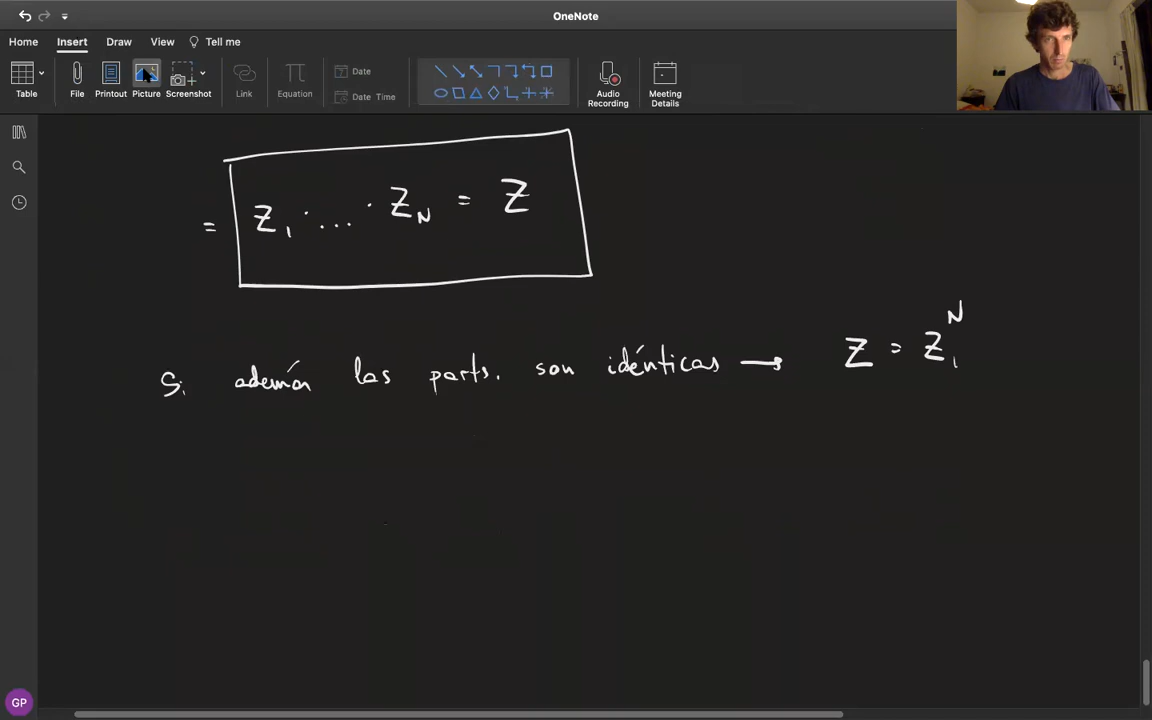 OneNote
Home Insert Draw View Tell me
Table File Printout Picture Screenshot Link Equation Date Date Time Audio Recording Meeting Details
= Z₁ · ... · Z_N = Z
Si además las parts. son idénticas → Z = Z₁^N
GP